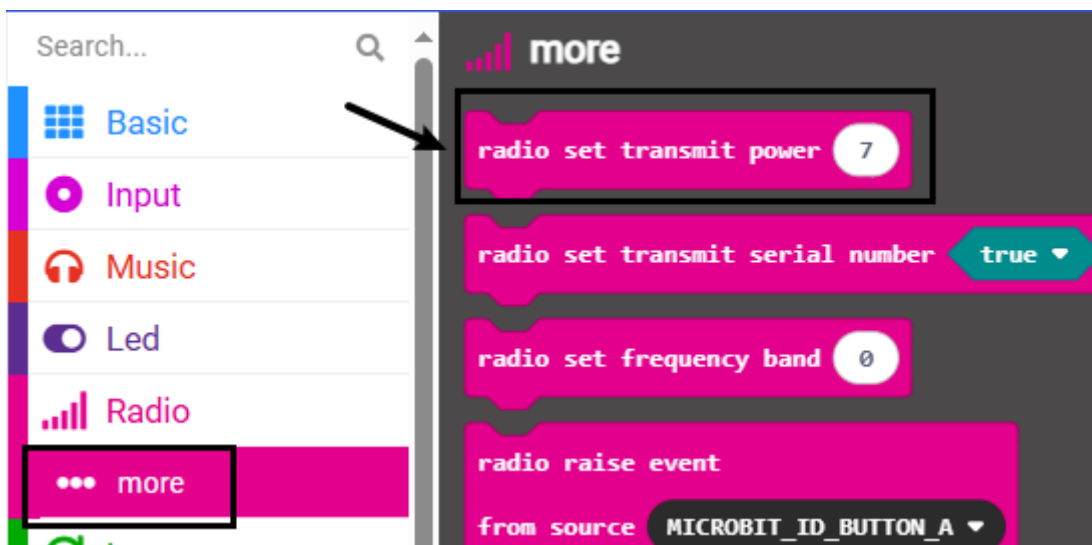 Search...
Basic
Input
Music
Led
Radio
more
more
radio set transmit power 7
radio set transmit serial number true
radio set frequency band 0
radio raise event
from source MICROBIT_ID_BUTTON_A